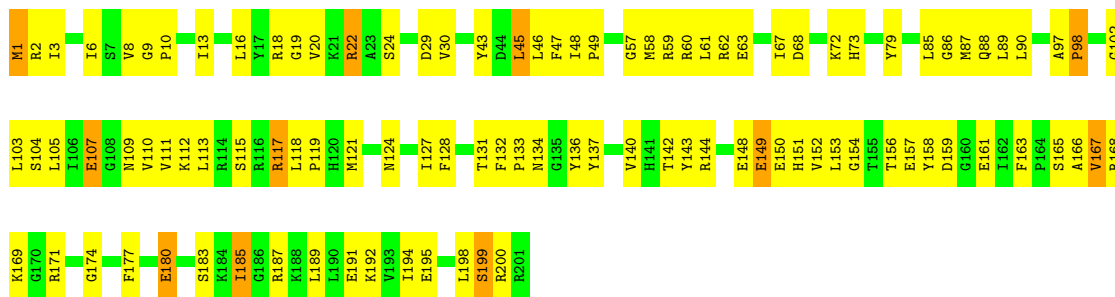 M1 R2 I3 I6 S7 V8 G9 P10 I13 L16 Y17 R18 G19 V20 K21 R22 A23 S24 D29 V30 Y43 D44 L45 L46 F47 I48 P49 G57 M58 R59 R60 L61 R62 E63 I67 D68 K72 H73 Y79 L85 G86 M87 Q88 L89 L90 A97 P98
L103 S104 L105 I106 E107 G108 N109 V110 V111 K112 L113 R114 S115 R116 R117 L118 P119 H120 M121 N124 I127 F128 T131 F132 P133 N134 G135 Y136 Y137 V140 H141 T142 Y143 R144 E148 E149 E150 H151 V152 L153 G154 T155 T156 E157 Y158 D159 G160 E161 I162 F163 P164 S165 A166 V167
K169 G170 R171 G174 F177 E180 S183 K184 I185 G186 R187 K188 L189 L190 E191 K192 V193 I194 E195 L198 S199 R200 R201